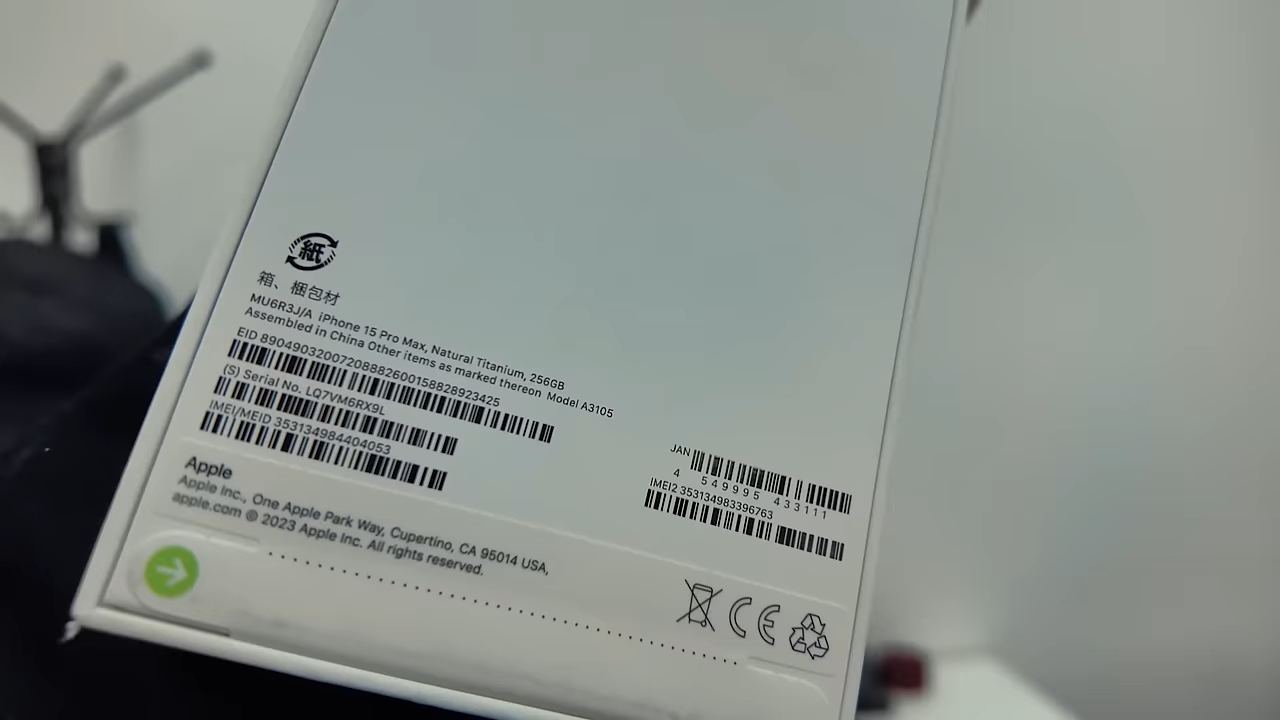 紙
箱、梱包材
MU6R3J/A iPhone 15 Pro Max, Natural Titanium, 256GB
Assembled in China Other items as marked thereon Model A3105
EID 89049032007208882600158828923425
(S) Serial No. LQ7VM6RX9L
IMEI/MEID 353134984404053
JAN
4 549995 433111
IMEI2 353134983396763
Apple
Apple Inc., One Apple Park Way, Cupertino, CA 95014 USA,
apple.com © 2023 Apple Inc. All rights reserved.
CE